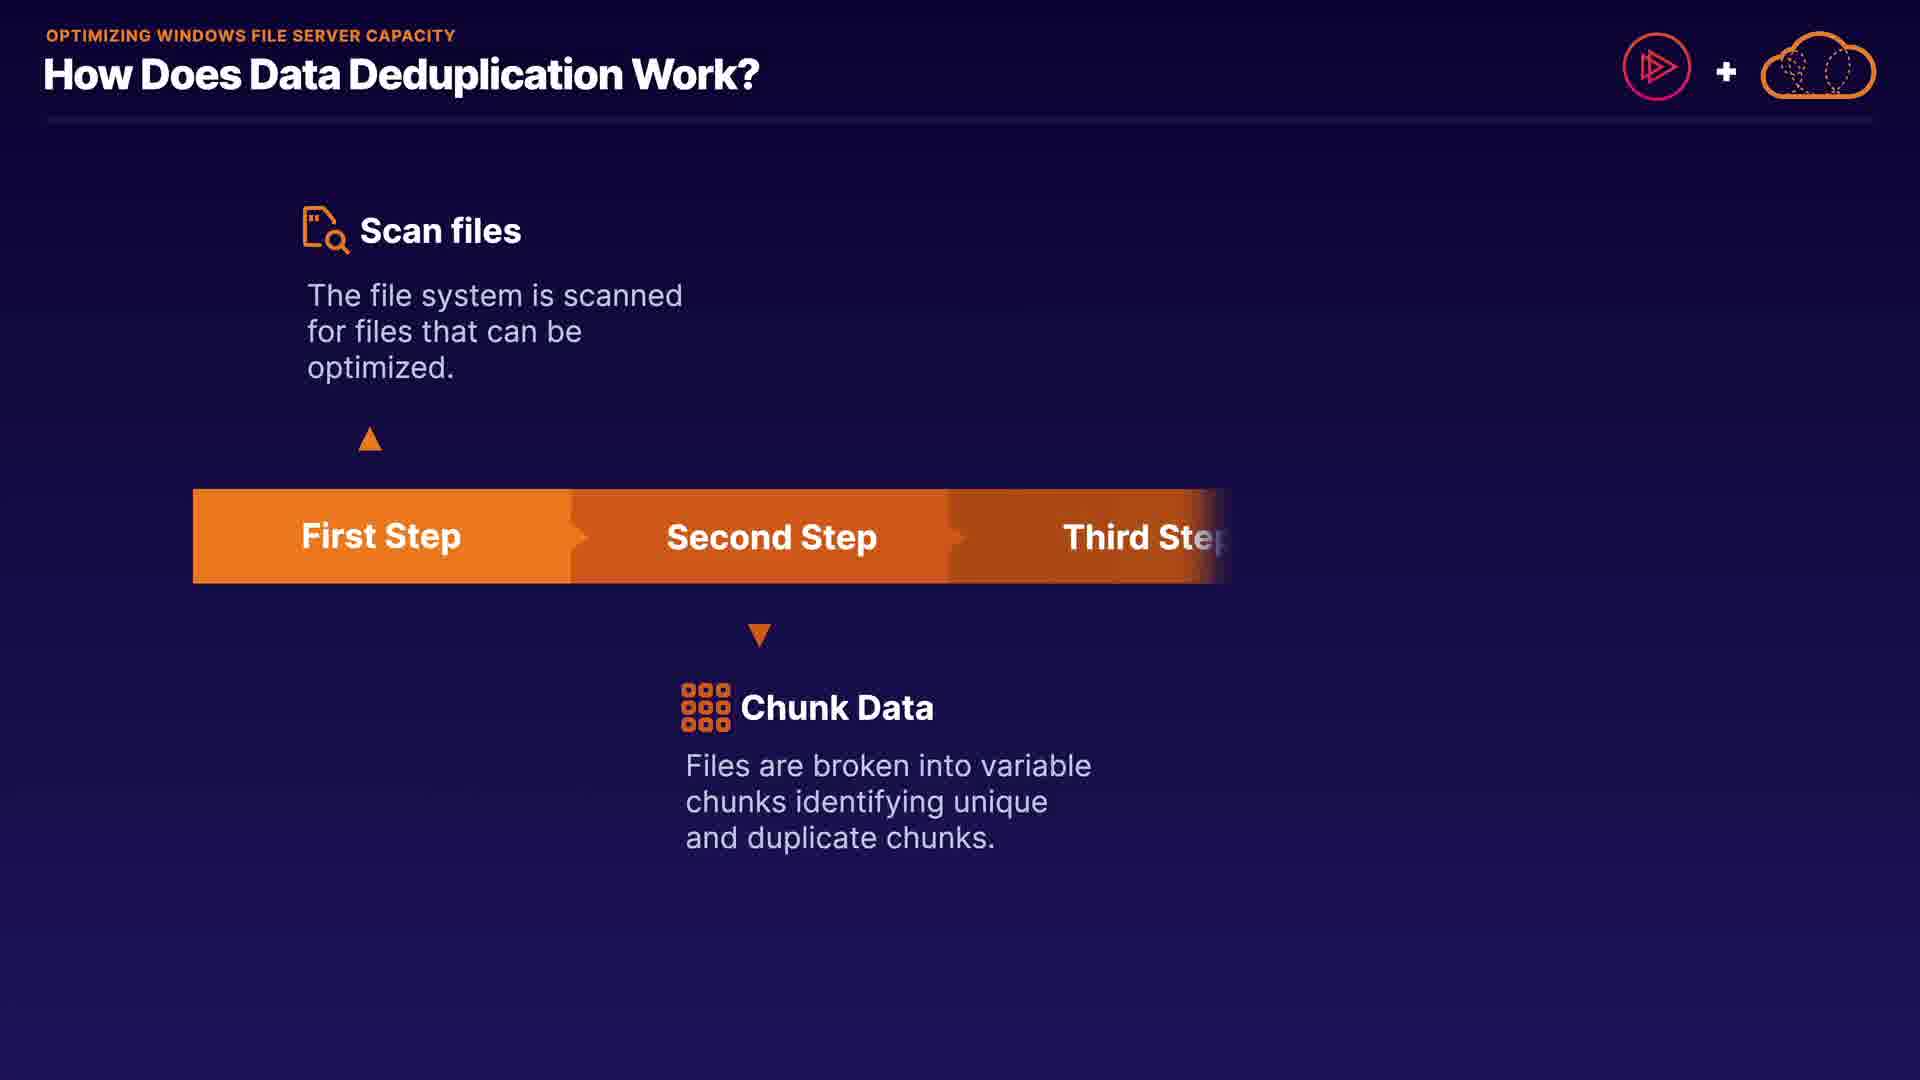 OPTIMIZING WINDOWS FILE SERVER CAPACITY
How Does Data Deduplication Work?
Scan files
The file system is scanned
for files that can be
optimized.
First Step
Second Step
Third Step
Chunk Data
Files are broken into variable
chunks identifying unique
and duplicate chunks.